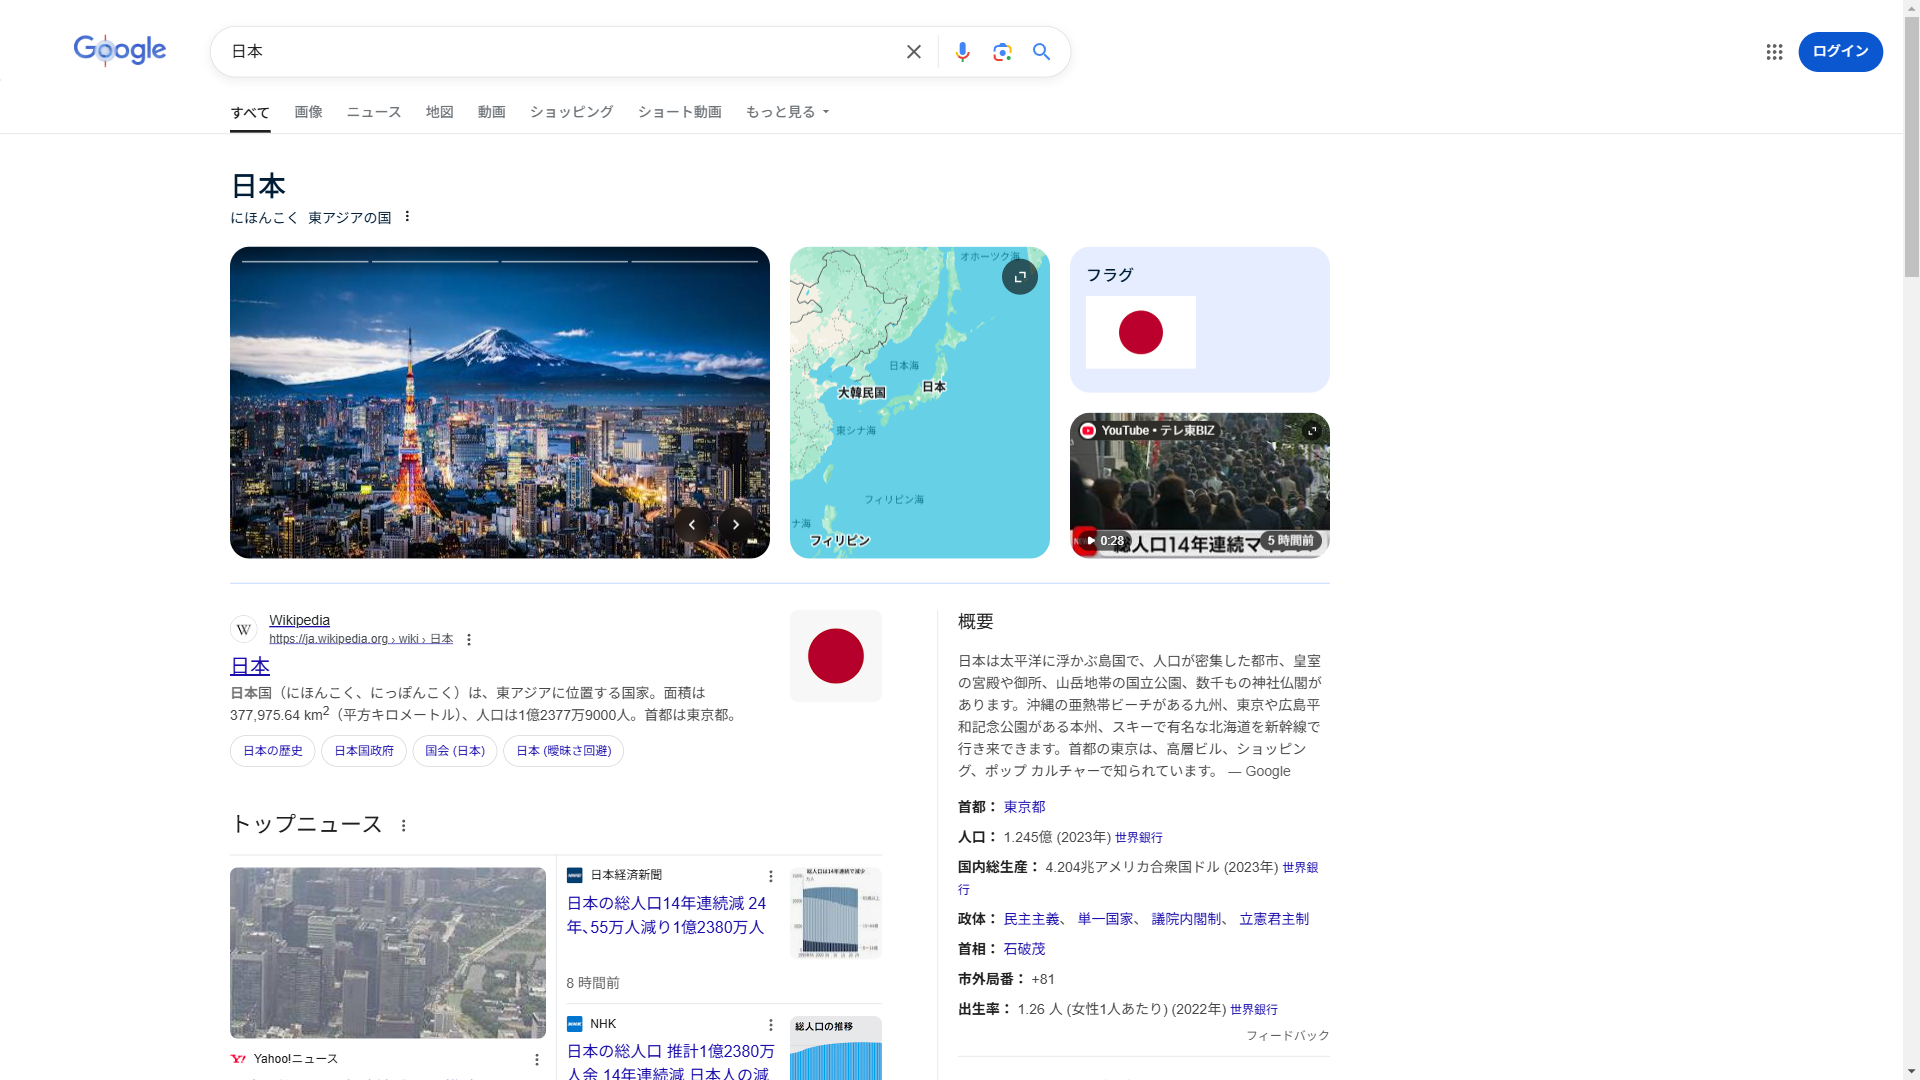 Google
日本
ログイン
すべて
画像
ニュース
地図
動画
ショッピング
ショート動画
もっと見る
日本
にほんこく 東アジアの国
オホーツク海
日本海
大韓民国
日本
東シナ海
フィリピン海
ナ海
フィリピン
フラグ
YouTube • テレ東BIZ
0:28
5 時間前
総人口14年連続マ
Wikipedia
https://ja.wikipedia.org › wiki › 日本
日本
日本国（にほんこく、にっぽんこく）は、東アジアに位置する国家。面積は
377,975.64 km2（平方キロメートル）、人口は1億2377万9000人。首都は東京都。
日本の歴史
日本国政府
国会 (日本)
日本 (曖昧さ回避)
トップニュース
Yahoo!ニュース
日本経済新聞
日本の総人口14年連続減 24
年、55万人減り1億2380万人
総人口は14年連続で減少
8 時間前
NHK
日本の総人口 推計1億2380万
人余 14年連続減 日本人の減
総人口の推移
概要
日本は太平洋に浮かぶ島国で、人口が密集した都市、皇室
の宮殿や御所、山岳地帯の国立公園、数千もの神社仏閣が
あります。沖縄の亜熱帯ビーチがある九州、東京や広島平
和記念公園がある本州、スキーで有名な北海道を新幹線で
行き来できます。首都の東京は、高層ビル、ショッピン
グ、ポップ カルチャーで知られています。 ― Google
首都： 東京都
人口： 1.245億 (2023年) 世界銀行
国内総生産： 4.204兆アメリカ合衆国ドル (2023年) 世界銀
行
政体： 民主主義、 単一国家、 議院内閣制、 立憲君主制
首相： 石破茂
市外局番： +81
出生率： 1.26 人 (女性1人あたり) (2022年) 世界銀行
フィードバック